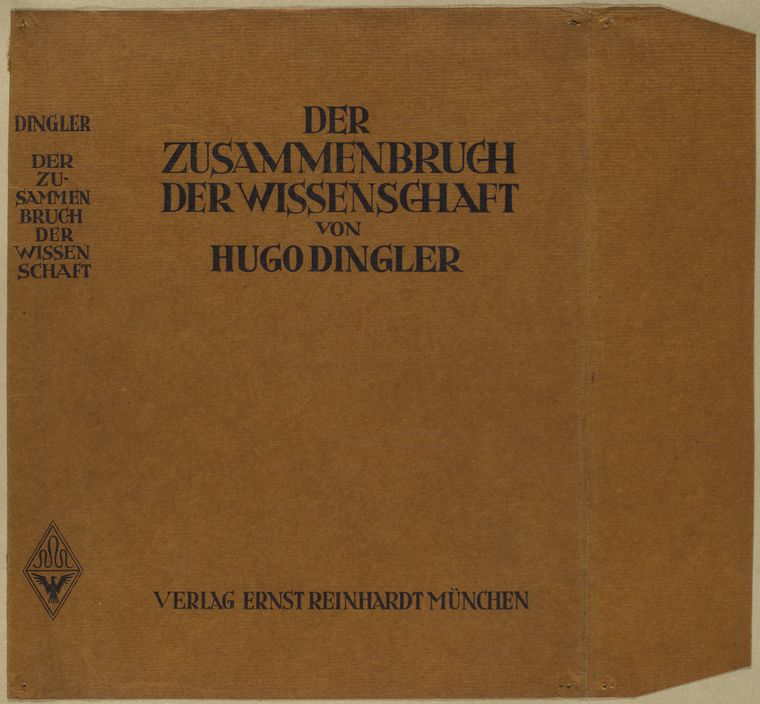 DINGLER
DER
ZU-
SAMMEN
BRUCH
DER
WISSEN
SCHAFT
DER
ZUSAMMENBRUCH
DER WISSENSCHAFT
VON
HUGO DINGLER
VERLAG ERNST REINHARDT MÜNCHEN